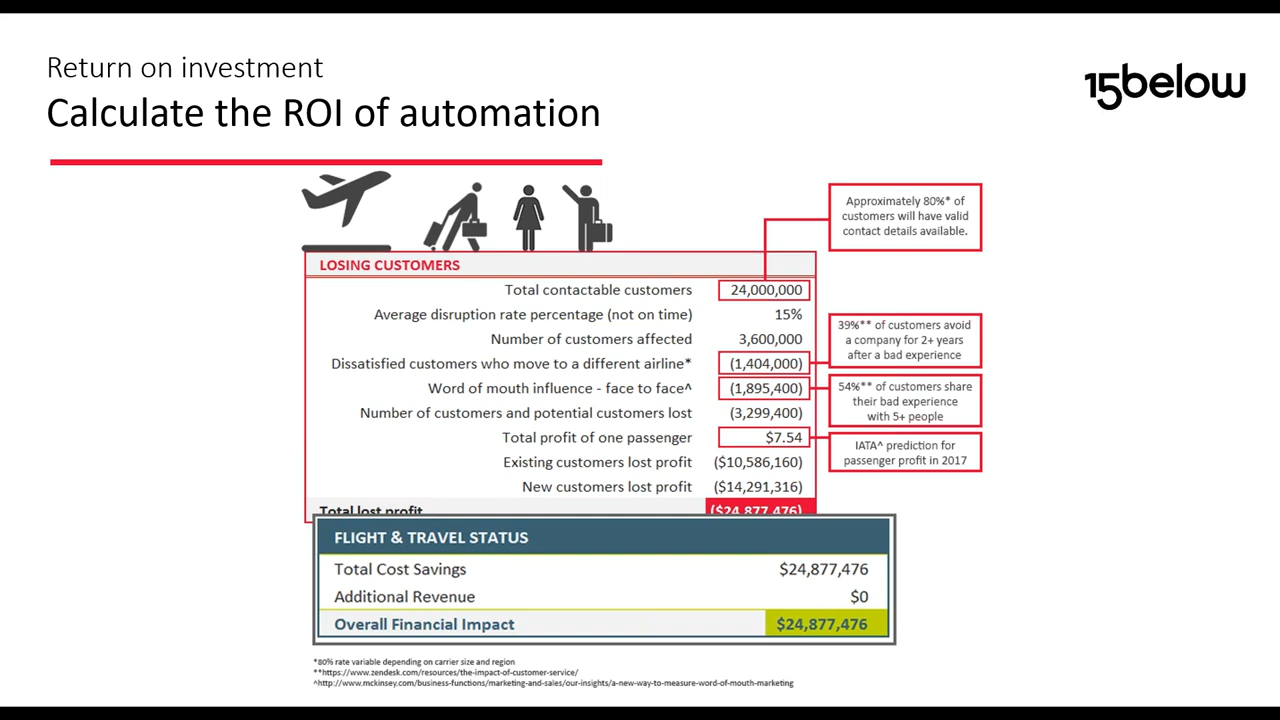 Return on investment
Calculate the ROI of automation
15below
Approximately 80%* of
customers will have valid
contact details available.
LOSING CUSTOMERS
Total contactable customers 24,000,000
Average disruption rate percentage (not on time) 15%
Number of customers affected 3,600,000
Dissatisfied customers who move to a different airline* (1,404,000)
Word of mouth influence - face to face^ (1,895,400)
Number of customers and potential customers lost (3,299,400)
Total profit of one passenger $7.54
Existing customers lost profit ($10,586,160)
New customers lost profit ($14,291,316)
Total lost profit ($24,877,476)
39%** of customers avoid
a company for 2+ years
after a bad experience
54%** of customers share
their bad experience
with 5+ people
IATA^ prediction for
passenger profit in 2017
FLIGHT & TRAVEL STATUS
Total Cost Savings $24,877,476
Additional Revenue $0
Overall Financial Impact $24,877,476
*80% rate variable depending on carrier size and region
**https://www.zendesk.com/resources/the-impact-of-customer-service/
^http://www.mckinsey.com/business-functions/marketing-and-sales/our-insights/a-new-way-to-measure-word-of-mouth-marketing